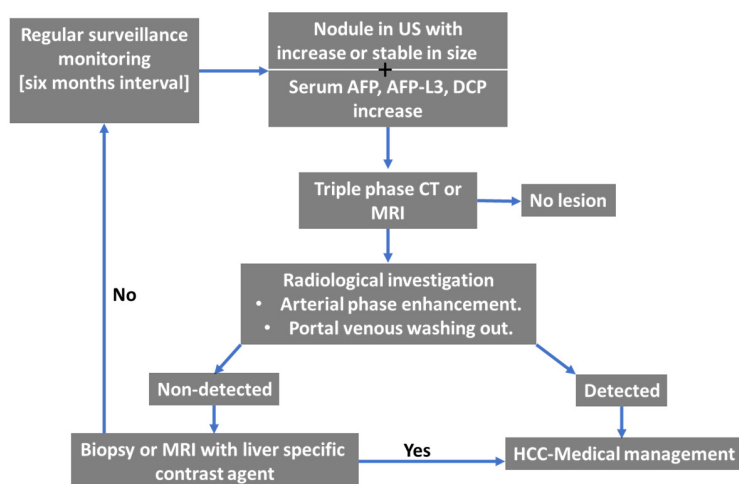 Regular surveillance
monitoring
[six months interval]
Nodule in US with
increase or stable in size
+
Serum AFP, AFP-L3, DCP
increase
Triple phase CT or
MRI
No lesion
Radiological investigation
• Arterial phase enhancement.
• Portal venous washing out.
No
Non-detected
Detected
Biopsy or MRI with liver specific
contrast agent
Yes
HCC-Medical management